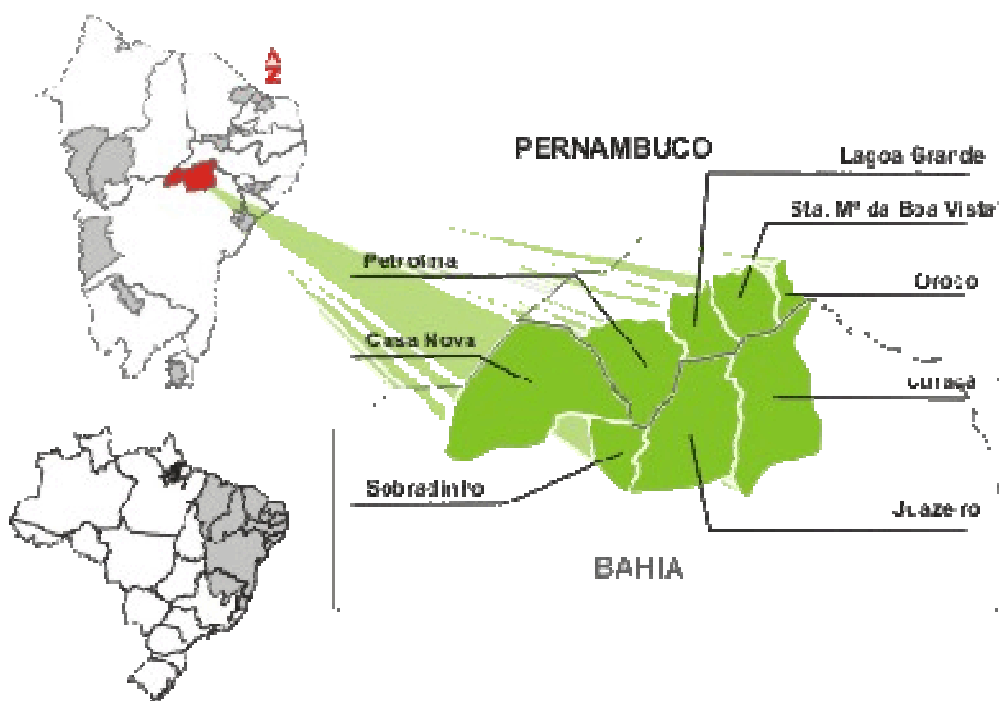 N
PERNAMBUCO
Lagoa Grande
Sta. Mª da Boa Vista
Petrolina
Orocó
Casa Nova
Curaçá
Sobradinho
Juazeiro
BAHIA